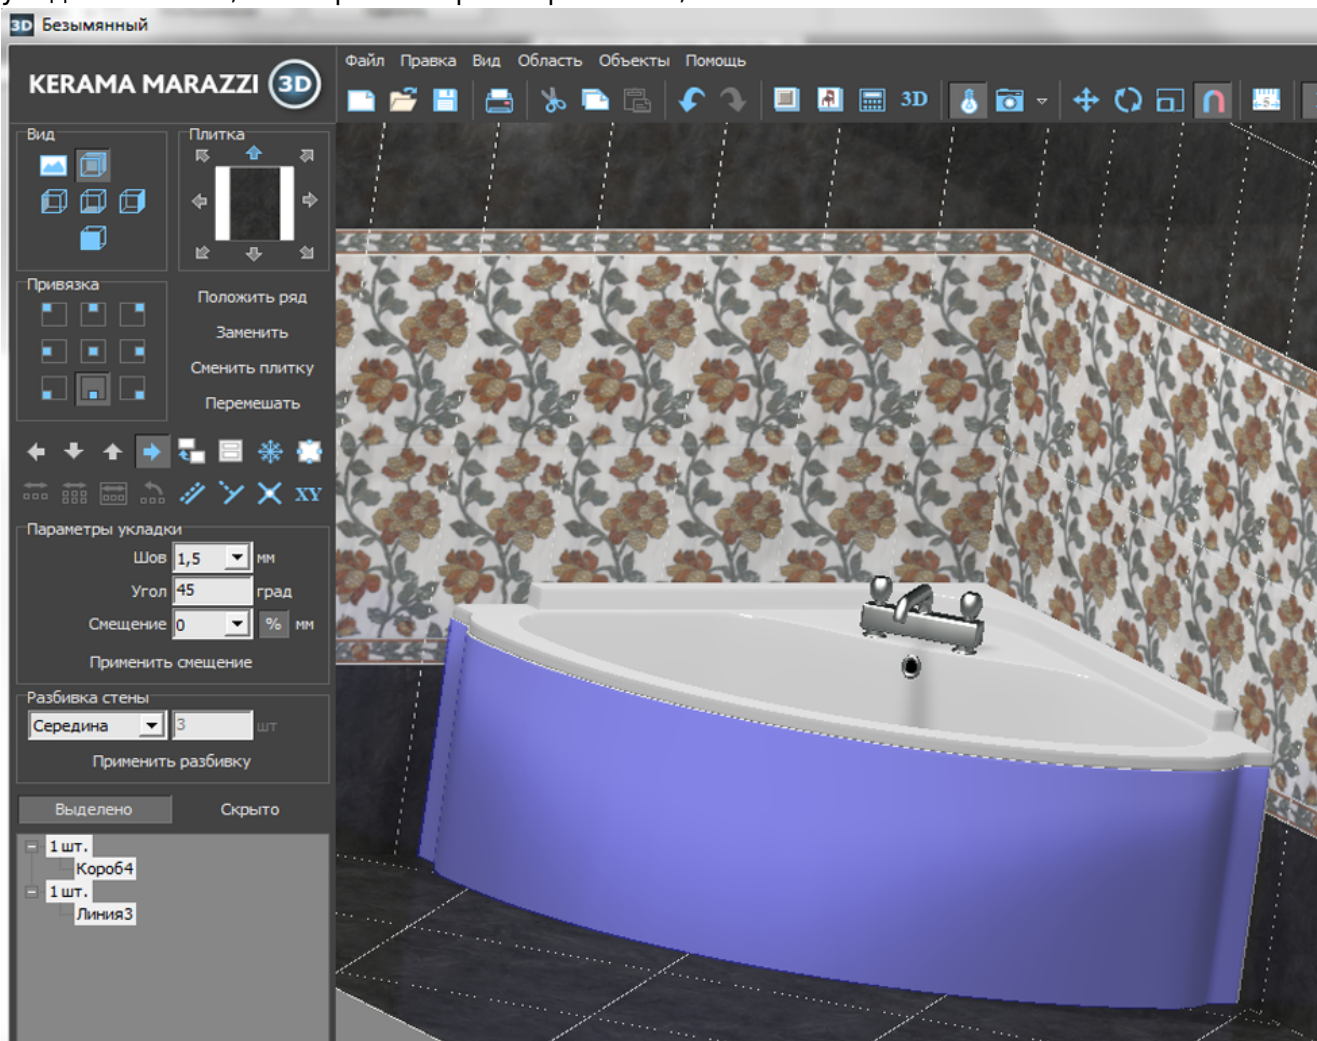 3D Безымянный
KERAMA MARAZZI 3D
Файл Правка Вид Область Объекты Помощь
3D
5
Вид
Плитка
Привязка
Положить ряд
Заменить
Сменить плитку
Перемешать
XY
Параметры укладки
Шов 1,5 мм
Угол 45 град
Смещение 0 % мм
Применить смещение
Разбивка стены
Середина 3 шт
Применить разбивку
Выделено Скрыто
1 шт.
Короб4
1 шт.
Линия3